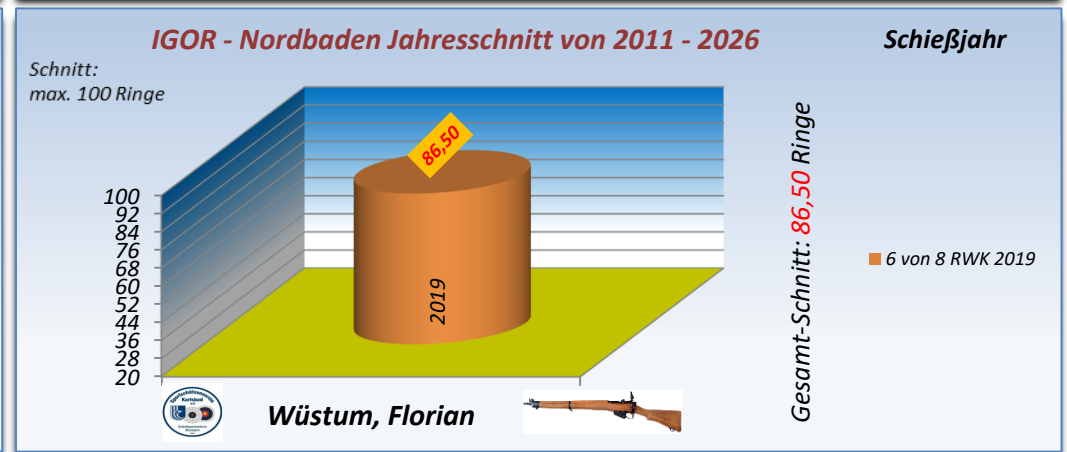 IGOR - Nordbaden Jahresschnitt von 2011 - 2026
Schießjahr
Schnitt:
max. 100 Ringe
86,50
100
92
84
76
68
60
52
44
36
28
20
2019
Gesamt-Schnitt: 86,50 Ringe
6 von 8 RWK 2019
Karlsbad
Wüstum, Florian